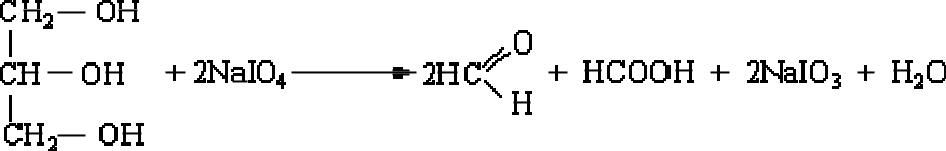 CH₂ — OH
CH — OH + 2NaIO₄ ⟶ 2HC=O H + HCOOH + 2NaIO₃ + H₂O
CH₂ — OH